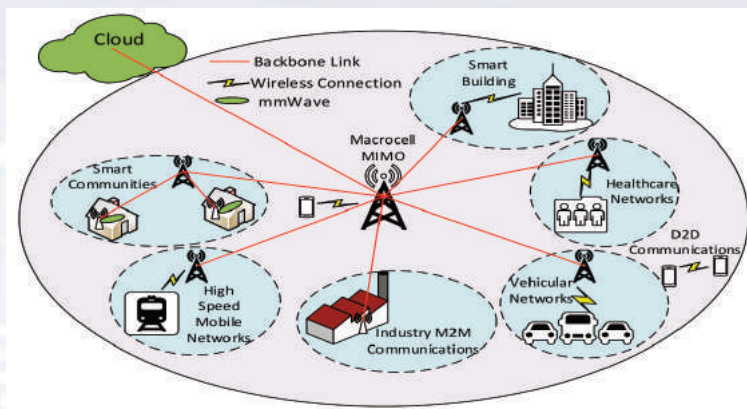 Cloud
Backbone Link
Wireless Connection
mmWave
Smart
Building
Macrocell
MIMO
Smart
Communities
Healthcare
Networks
D2D
Communications
High
Speed
Mobile
Networks
Industry M2M
Communications
Vehicular
Networks